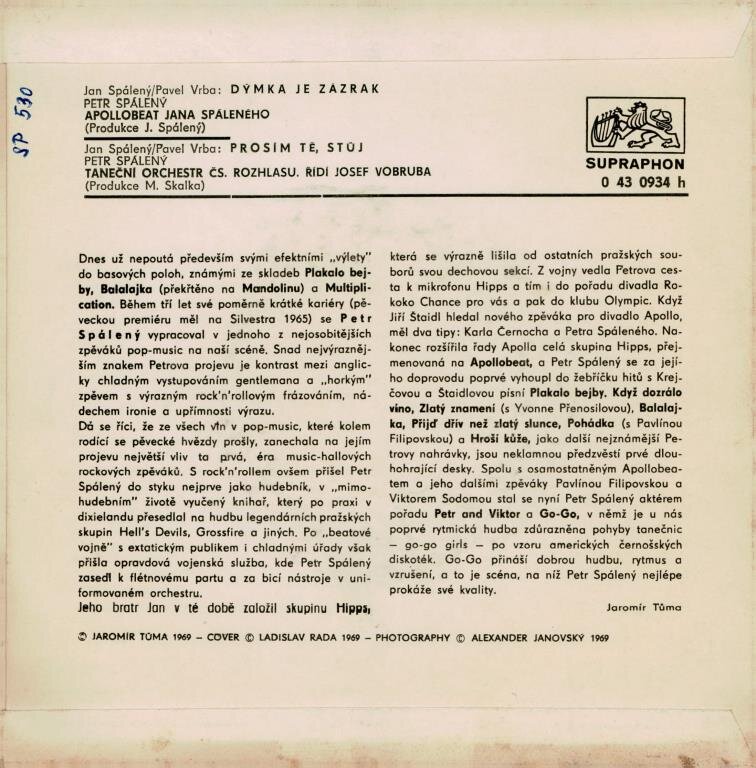 SP 530
Jan Spálený/Pavel Vrba: DÝMKA JE ZÁZRAK
PETR SPÁLENÝ
APOLLOBEAT JANA SPÁLENÉHO
(Produkce J. Spálený)
Jan Spálený/Pavel Vrba: PROSÍM TĚ, STŮJ
PETR SPÁLENÝ
TANEČNÍ ORCHESTR ČS. ROZHLASU. ŘÍDÍ JOSEF VOBRUBA
(Produkce M. Skalka)
SUPRAPHON
0 43 0934 h
Dnes už nepoutá především svými efektními „výlety"
do basových poloh, známými ze skladeb Plakalo bej-
by, Balalajka (překřtěno na Mandolinu) a Multipli-
cation. Během tří let své poměrně krátké kariéry (pě-
veckou premiéru měl na Silvestra 1965) se Petr
Spálený vypracoval v jednoho z nejosobitějších
zpěváků pop-music na naší scéně. Snad nejvýrazněj-
ším znakem Petrova projevu je kontrast mezi anglic-
ky chladným vystupováním gentlemana a „horkým"
zpěvem s výrazným rock'n'rollovým frázováním, ná-
dechem ironie a upřímnosti výrazu.
Dá se říci, že ze všech vln v pop-music, které kolem
rodící se pěvecké hvězdy prošly, zanechala na jejím
projevu největší vliv ta prvá, éra music-hallových
rockových zpěváků. S rock'n'rollem ovšem přišel Petr
Spálený do styku nejprve jako hudebník, v „mimo-
hudebním" životě vyučený knihař, který po praxi v
dixielandu přesedlal na hudbu legendárních pražských
skupin Hell's Devils, Grossfire a jiných. Po „beatové
vojně" s extatickým publikem i chladnými úřady však
přišla opravdová vojenská služba, kde Petr Spálený
zasedl k flétnovému partu a za bicí nástroje v uni-
formovaném orchestru.
Jeho bratr Jan v té době založil skupinu Hipps,
která se výrazně lišila od ostatních pražských sou-
borů svou dechovou sekcí. Z vojny vedla Petrova ces-
ta k mikrofonu Hipps a tím i do pořadu divadla Ro-
koko Chance pro vás a pak do klubu Olympic. Když
Jiří Štaidl hledal nového zpěváka pro divadlo Apollo,
měl dva tipy: Karla Černocha a Petra Spáleného. Na-
konec rozšířila řady Apolla celá skupina Hipps, přej-
menovaná na Apollobeat, a Petr Spálený se za její-
ho doprovodu poprvé vyhoupl do žebříčku hitů s Krej-
čovou a Štaidlovou písní Plakalo bejby. Když dozrálo
víno, Zlatý znamení (s Yvonne Přenosilovou), Balalaj-
ka, Přijď dřív než zlatý slunce, Pohádka (s Pavlínou
Filipovskou) a Hroší kůže, jako další nejznámější Pe-
trovy nahrávky, jsou neklamnou předzvěstí prvé dlou-
hohrající desky. Spolu s osamostatněným Apollobea-
tem a jeho dalšími zpěváky Pavlínou Filipovskou a
Viktorem Sodomou stal se nyní Petr Spálený aktérem
pořadu Petr and Viktor a Go-Go, v němž je u nás
poprvé rytmická hudba zdůrazněna pohyby tanečnic
– go-go girls – po vzoru amerických černošských
diskoték. Go-Go přináší dobrou hudbu, rytmus a
vzrušení, a to je scéna, na níž Petr Spálený nejlépe
prokáže své kvality.
Jaromír Tůma
Ⓟ JAROMÍR TŮMA 1969 – COVER © LADISLAV RADA 1969 – PHOTOGRAPHY © ALEXANDER JANOVSKÝ 1969